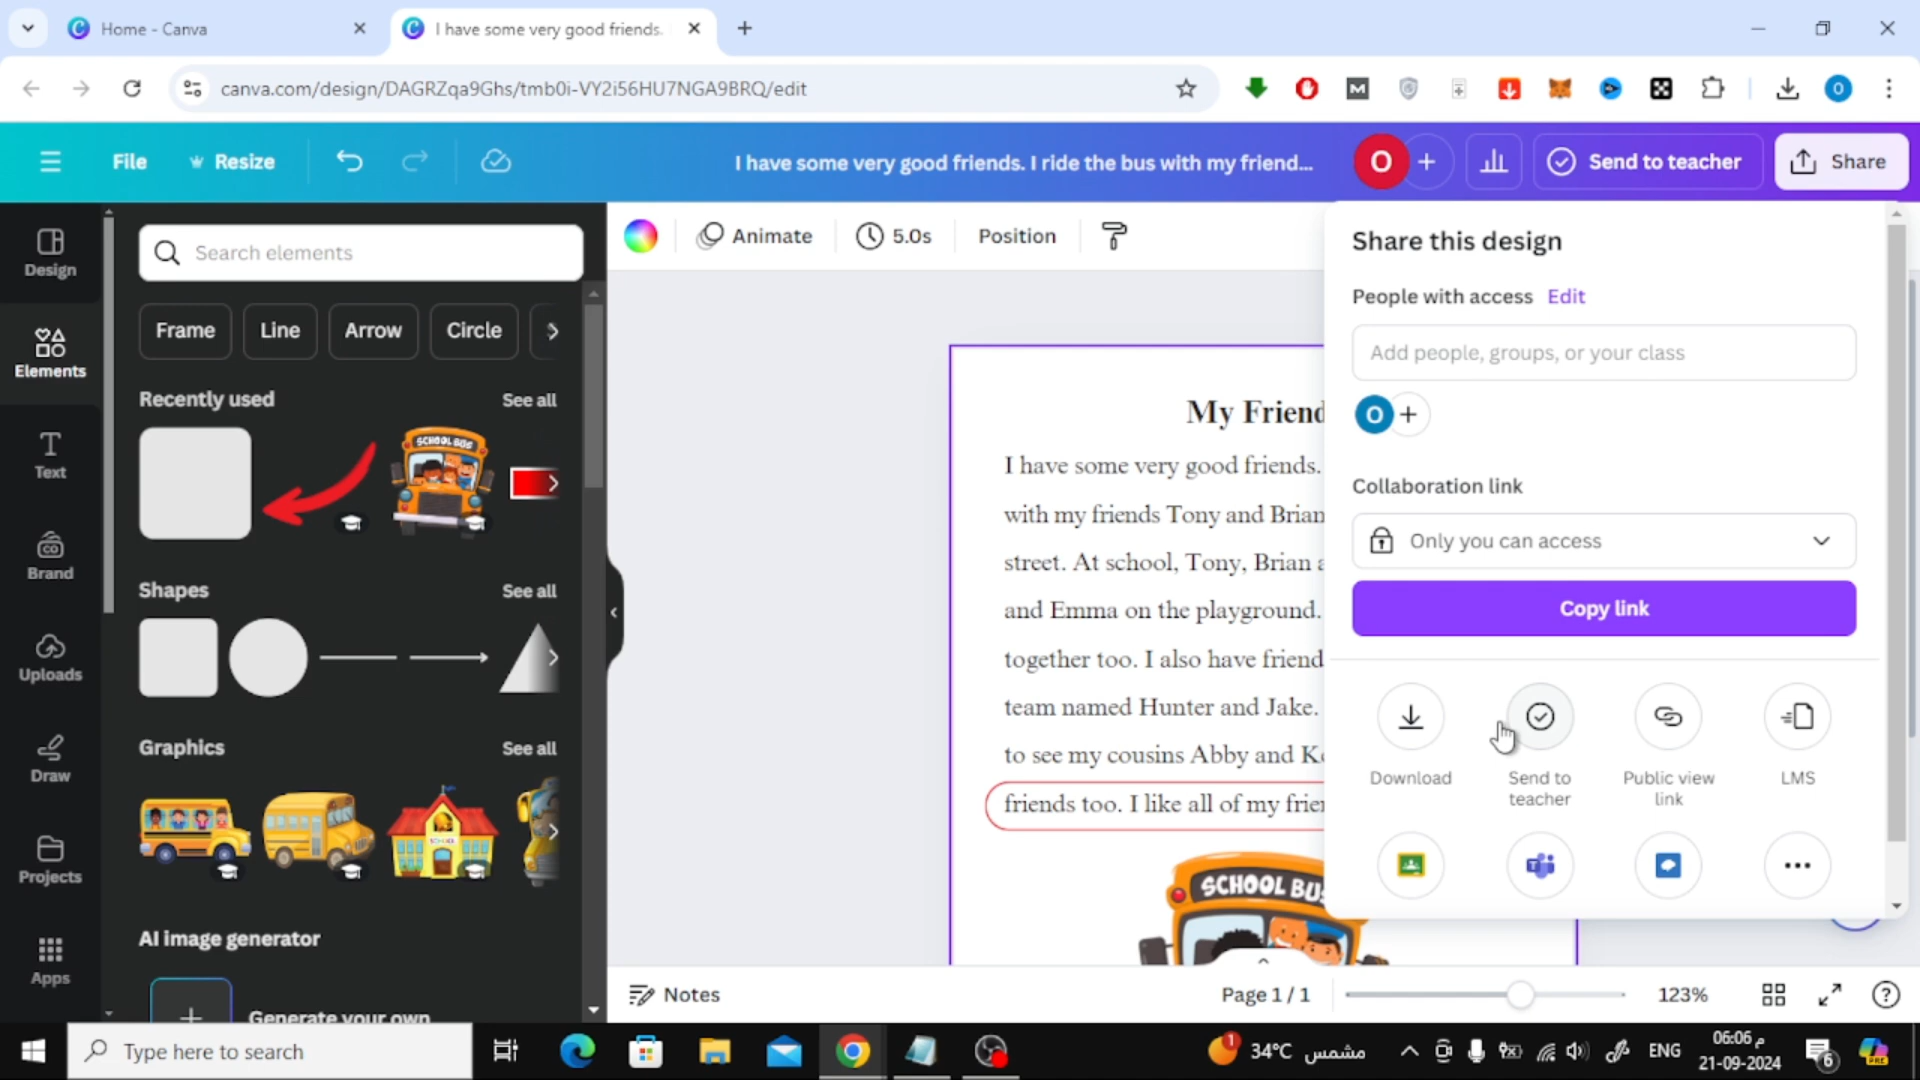 Home - Canva
I have some very good friends.
canva.com/design/DAGRZqa9Ghs/tmb0i-VY2i56HU7NGA9BRQ/edit
File
Resize
I have some very good friends. I ride the bus with my friend...
O
Send to teacher
Share
Design
Elements
Text
Brand
Uploads
Draw
Projects
Apps
Search elements
Frame
Line
Arrow
Circle
Recently used
See all
SCHOOL BUS
Shapes
See all
Graphics
See all
AI image generator
Generate your own
Animate
5.0s
Position
My Friend
I have some very good friends.
with my friends Tony and Brian
street. At school, Tony, Brian
and Emma on the playground.
together too. I also have friend
team named Hunter and Jake.
to see my cousins Abby and
friends too. I like all of my
SCHOOL BU
Share this design
People with access Edit
Add people, groups, or your class
O
Collaboration link
Only you can access
Copy link
Download
Send to teacher
Public view link
LMS
Notes
Page 1 / 1
123%
Type here to search
1
34°C مشمس
ENG
06:06 م
21-09-2024
6
PRE